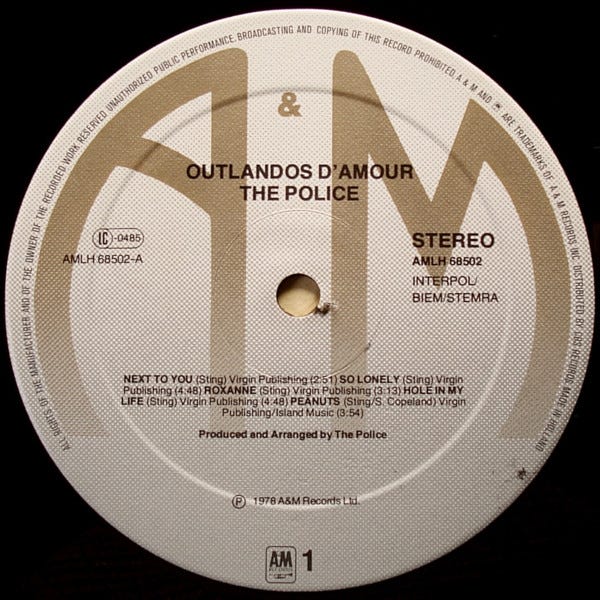 ALL RIGHTS OF THE MANUFACTURER AND OF THE OWNER OF THE RECORDED WORK RESERVED. UNAUTHORIZED PUBLIC PERFORMANCE, BROADCASTING AND COPYING OF THIS RECORD PROHIBITED. A & M AND ARE TRADEMARKS OF A & M RECORDS INC. DISTRIBUTED BY CBS RECORDS MADE IN HOLLAND
A & M
OUTLANDOS D'AMOUR
THE POLICE
LC-0485
AMLH 68502-A
STEREO
AMLH 68502
INTERPOL/
BIEM/STEMRA
NEXT TO YOU (Sting) Virgin Publishing (2:51) SO LONELY (Sting) Virgin
Publishing (4:48) ROXANNE (Sting) Virgin Publishing (3:13) HOLE IN MY
LIFE (Sting) Virgin Publishing (4:48) PEANUTS (Sting/S. Copeland) Virgin
Publishing/Island Music (3:54)
Produced and Arranged by The Police
℗ 1978 A&M Records Ltd.
A&M 1
RECORDS